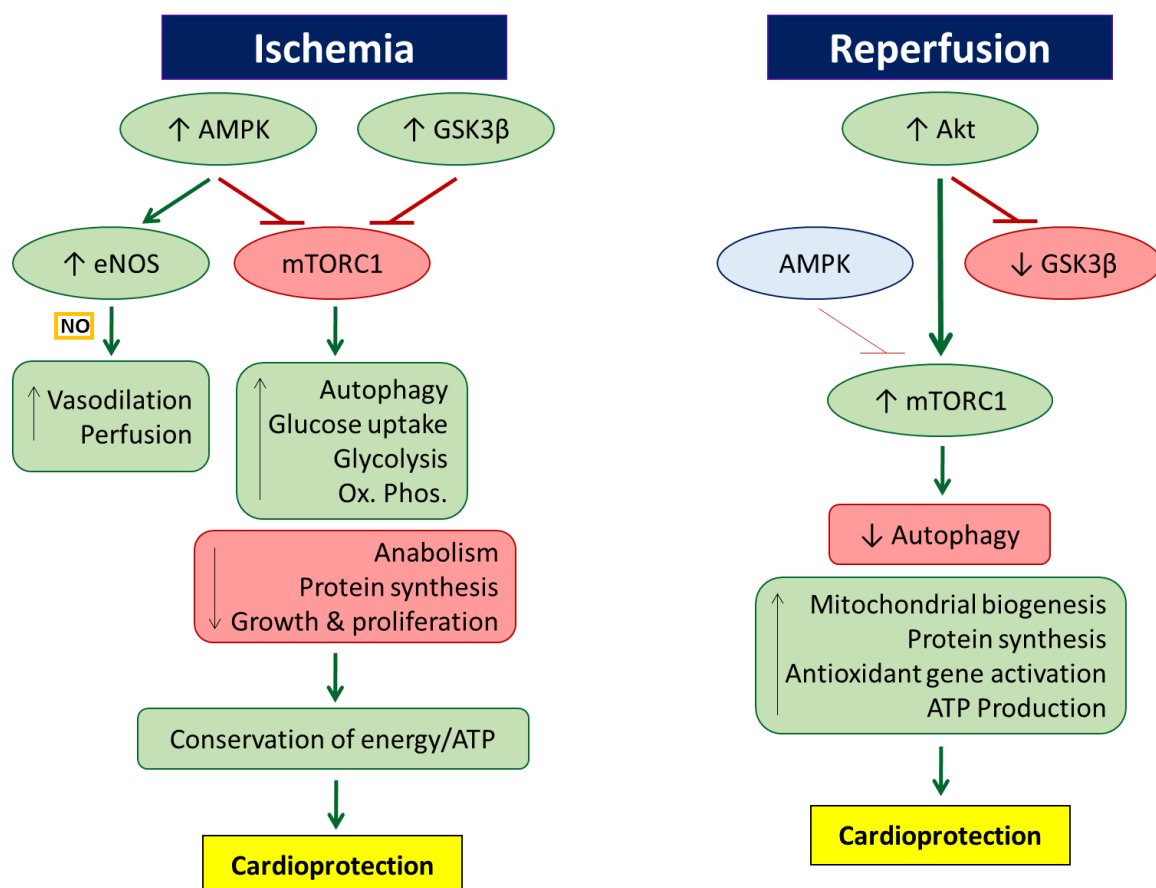 Ischemia
↑ AMPK
↑ GSK3β
↑ eNOS
mTORC1
NO
Vasodilation
Perfusion
Autophagy
Glucose uptake
Glycolysis
Ox. Phos.
Anabolism
Protein synthesis
Growth & proliferation
Conservation of energy/ATP
Cardioprotection
Reperfusion
↑ Akt
AMPK
↓ GSK3β
↑ mTORC1
↓ Autophagy
Mitochondrial biogenesis
Protein synthesis
Antioxidant gene activation
ATP Production
Cardioprotection